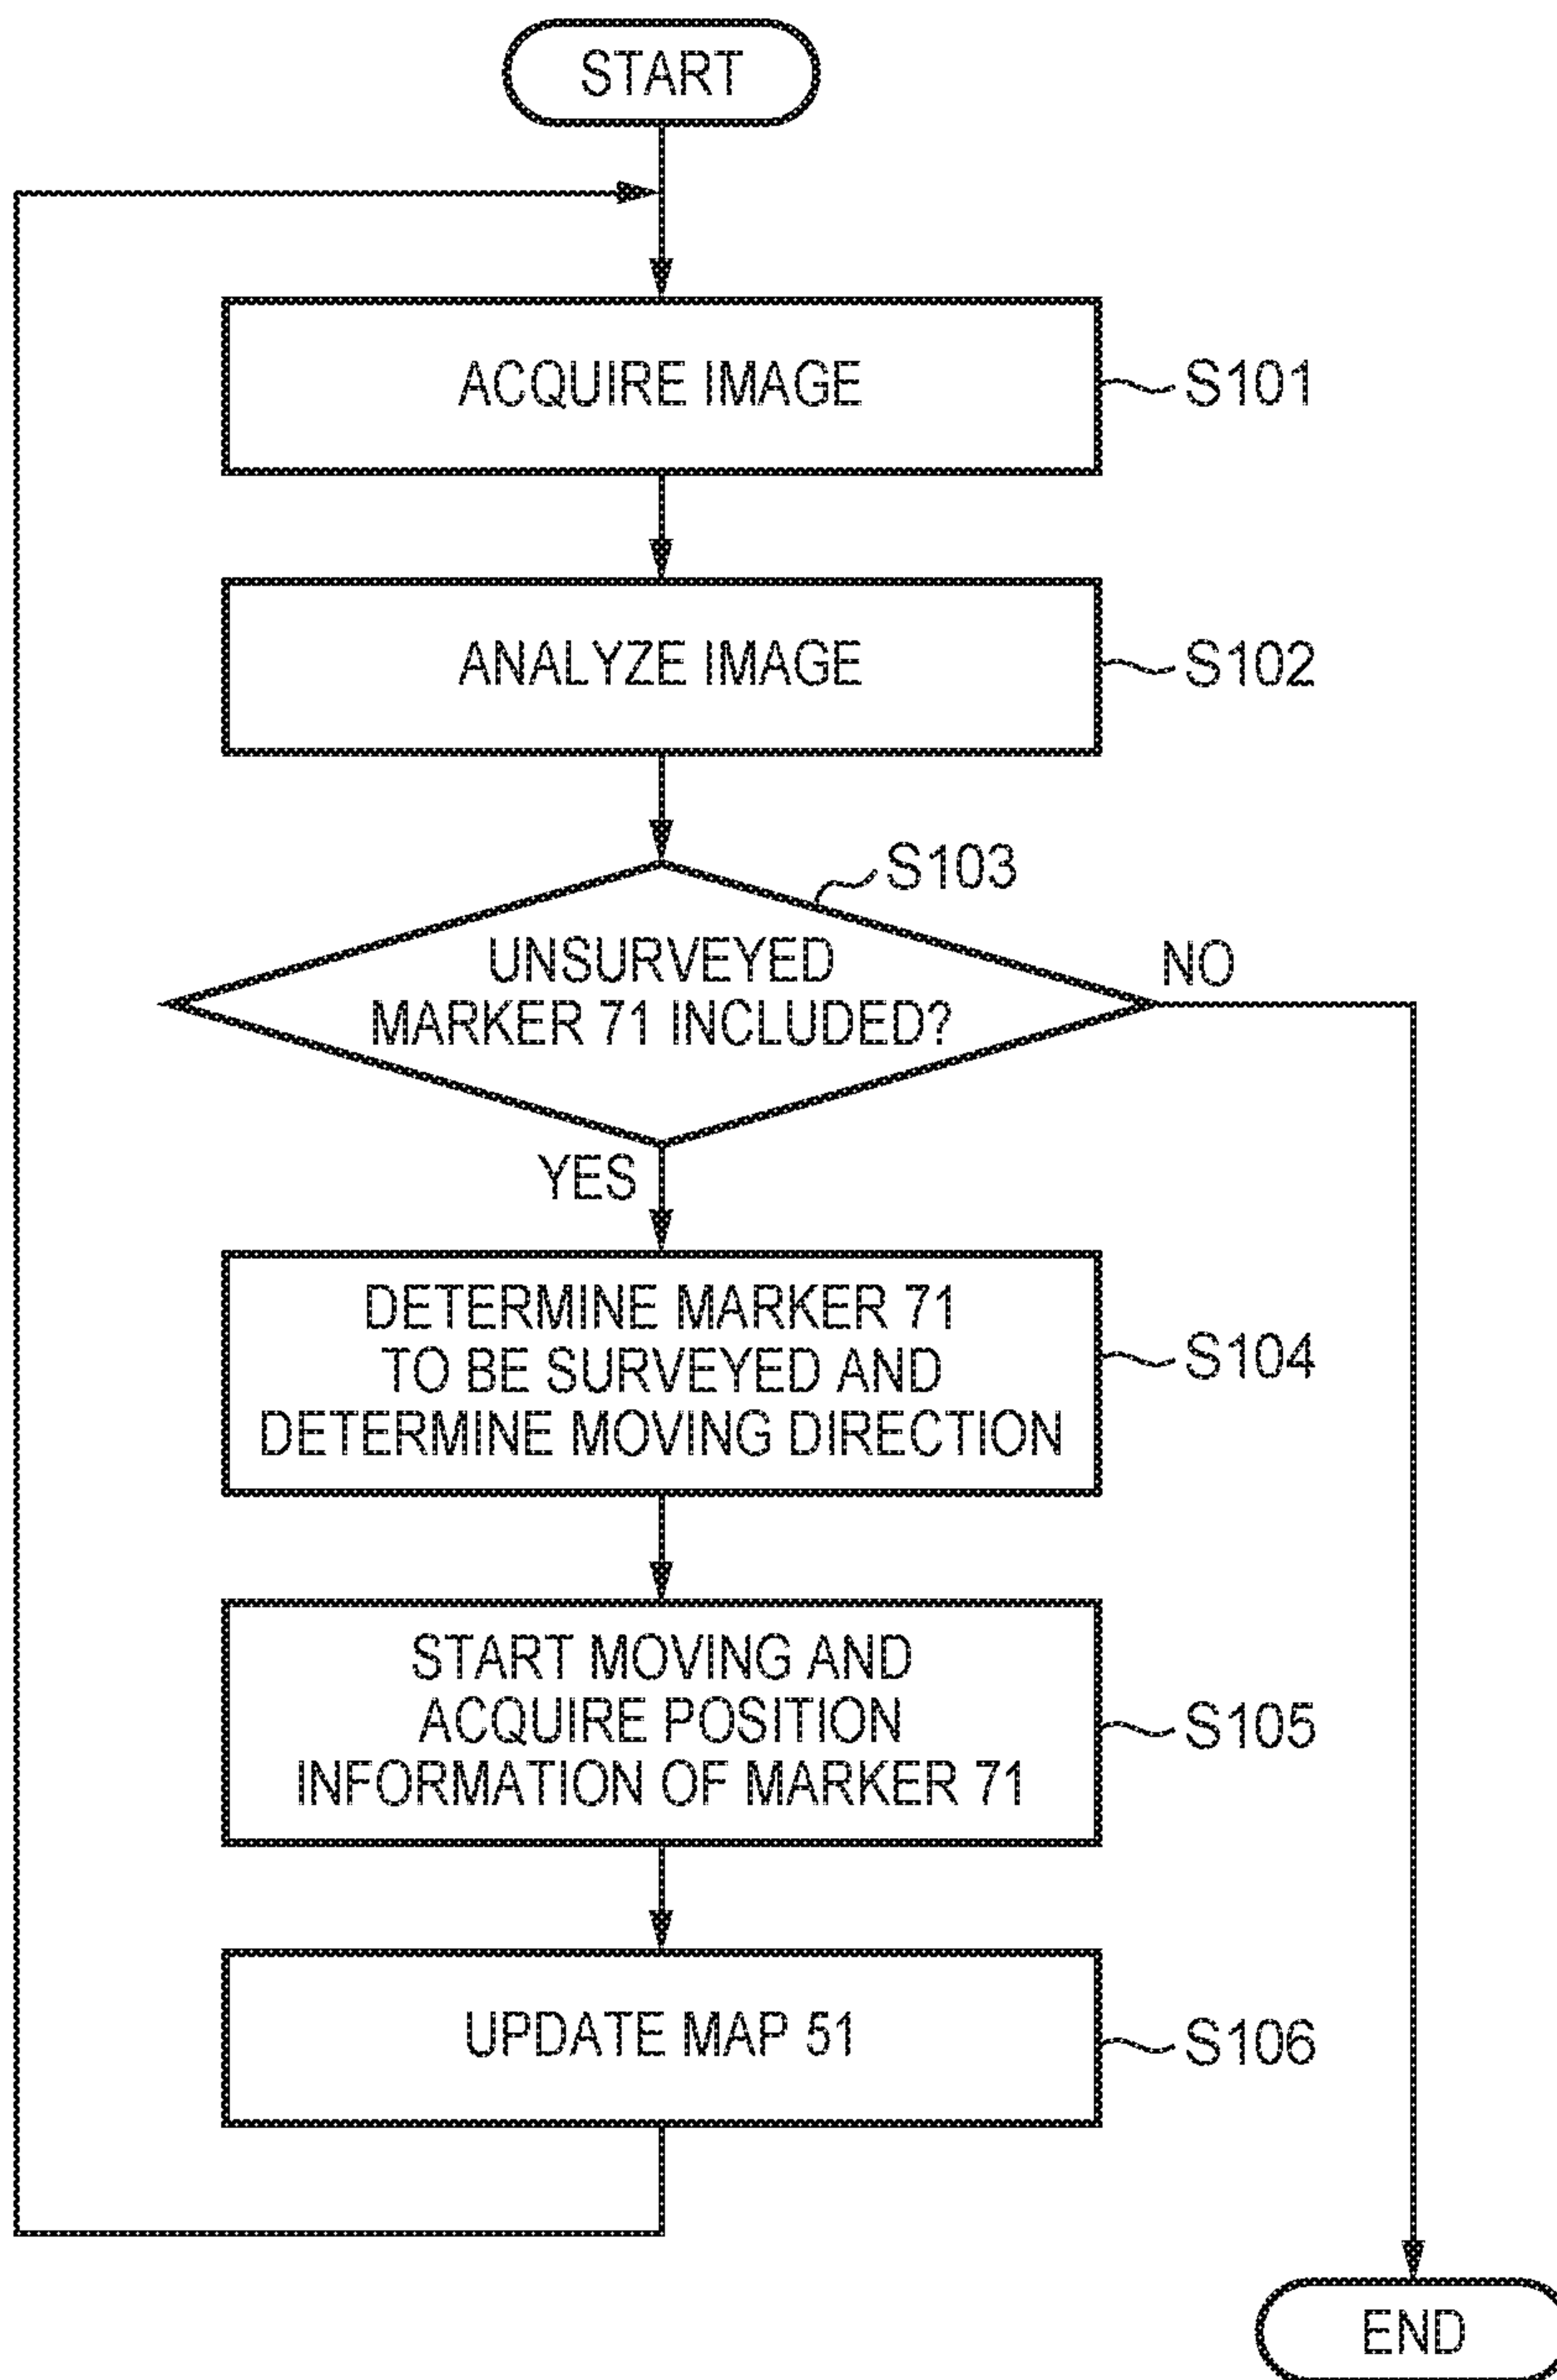 START
ACQUIRE IMAGE
S101
ANALYZE IMAGE
S102
S103
UNSURVEYED
MARKER 71 INCLUDED?
NO
YES
DETERMINE MARKER 71
TO BE SURVEYED AND
DETERMINE MOVING DIRECTION
S104
START MOVING AND
ACQUIRE POSITION
INFORMATION OF MARKER 71
S105
UPDATE MAP 51
S106
END